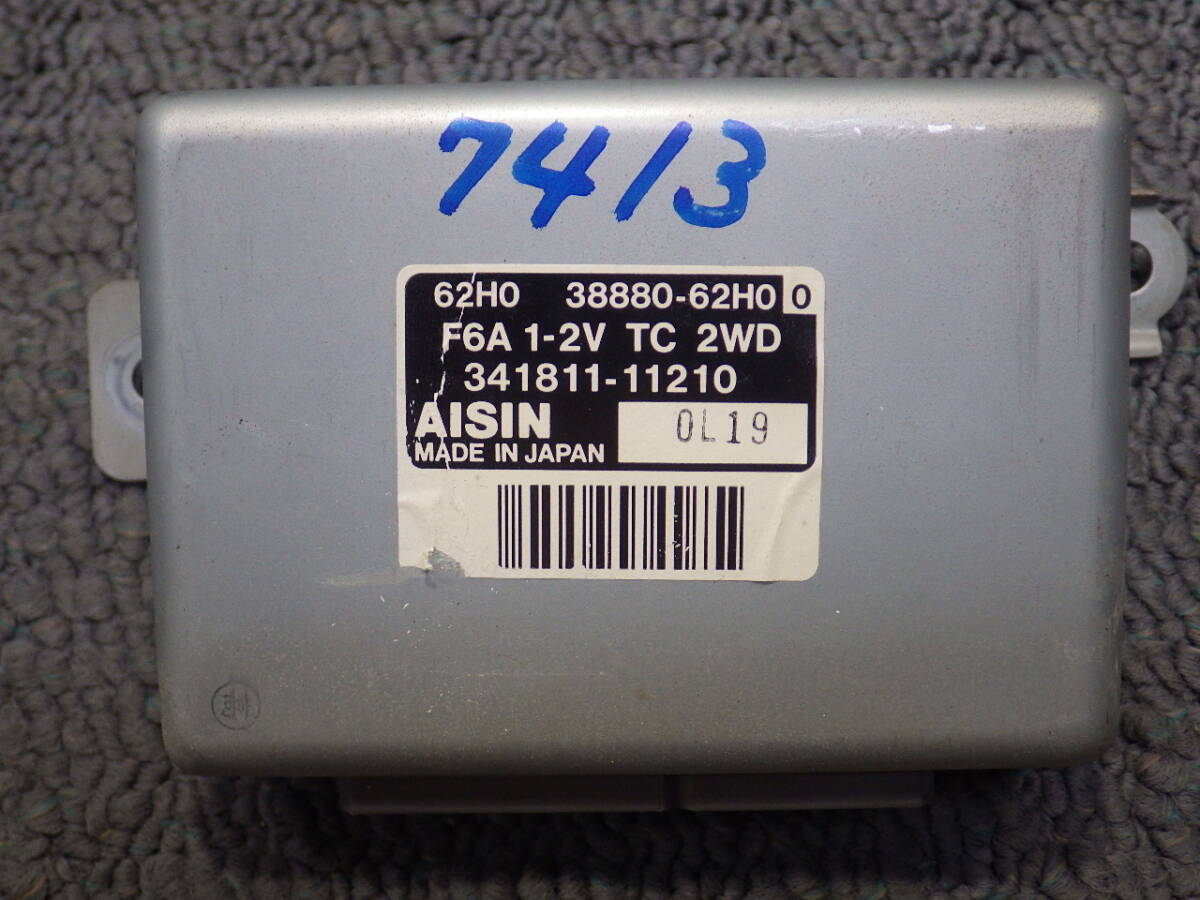 7413
62H0 38880-62H0 0
F6A 1-2V TC 2WD
341811-11210
AISIN 0L19
MADE IN JAPAN